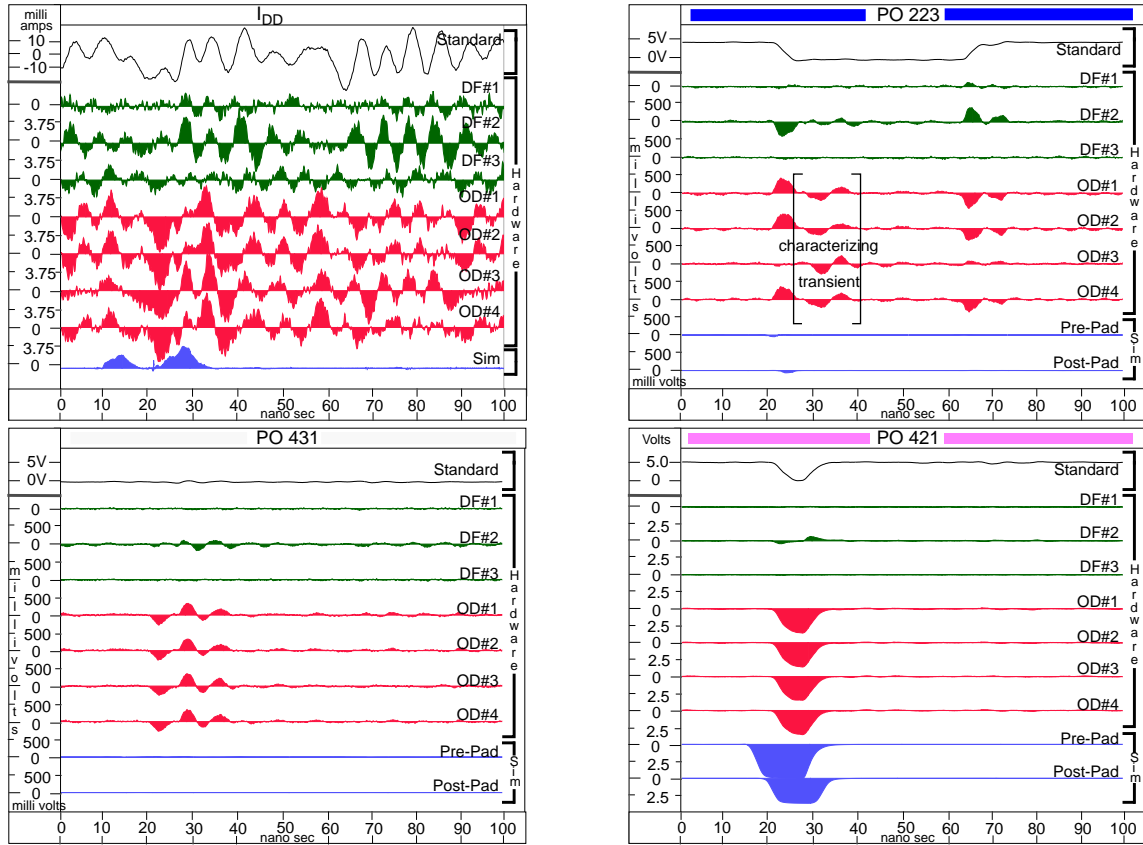 milli
amps
I_DD
10
0
-10
Standard
0
DF#1
3.75
0
DF#2
3.75
0
DF#3
3.75
0
OD#1
3.75
0
OD#2
3.75
0
OD#3
3.75
0
OD#4
3.75
0
Sim
Hardware
0 10 20 30 40 50 60 70 80 90 100
nano sec
PO 223
5V
0V
Standard
0
DF#1
500
0
DF#2
500
0
DF#3
500
0
OD#1
500
0
OD#2
500
0
OD#3
500
0
OD#4
500
0
Pre-Pad
500
0
Post-Pad
characterizing
transient
millivolts
Hardware
Sim
milli volts
0 10 20 30 40 50 60 70 80 90 100
nano sec
PO 431
5V
0V
Standard
0
DF#1
500
0
DF#2
500
0
DF#3
500
0
OD#1
500
0
OD#2
500
0
OD#3
500
0
OD#4
500
0
Pre-Pad
500
0
Post-Pad
millivolts
Hardware
Sim
milli volts
0 10 20 30 40 50 60 70 80 90 100
nano sec
Volts
PO 421
5.0
0
Standard
0
DF#1
2.5
0
DF#2
2.5
0
DF#3
2.5
0
OD#1
2.5
0
OD#2
2.5
0
OD#3
2.5
0
OD#4
2.5
0
Pre-Pad
2.5
0
Post-Pad
2.5
Hardware
Sim
0 10 20 30 40 50 60 70 80 90 100
nano sec